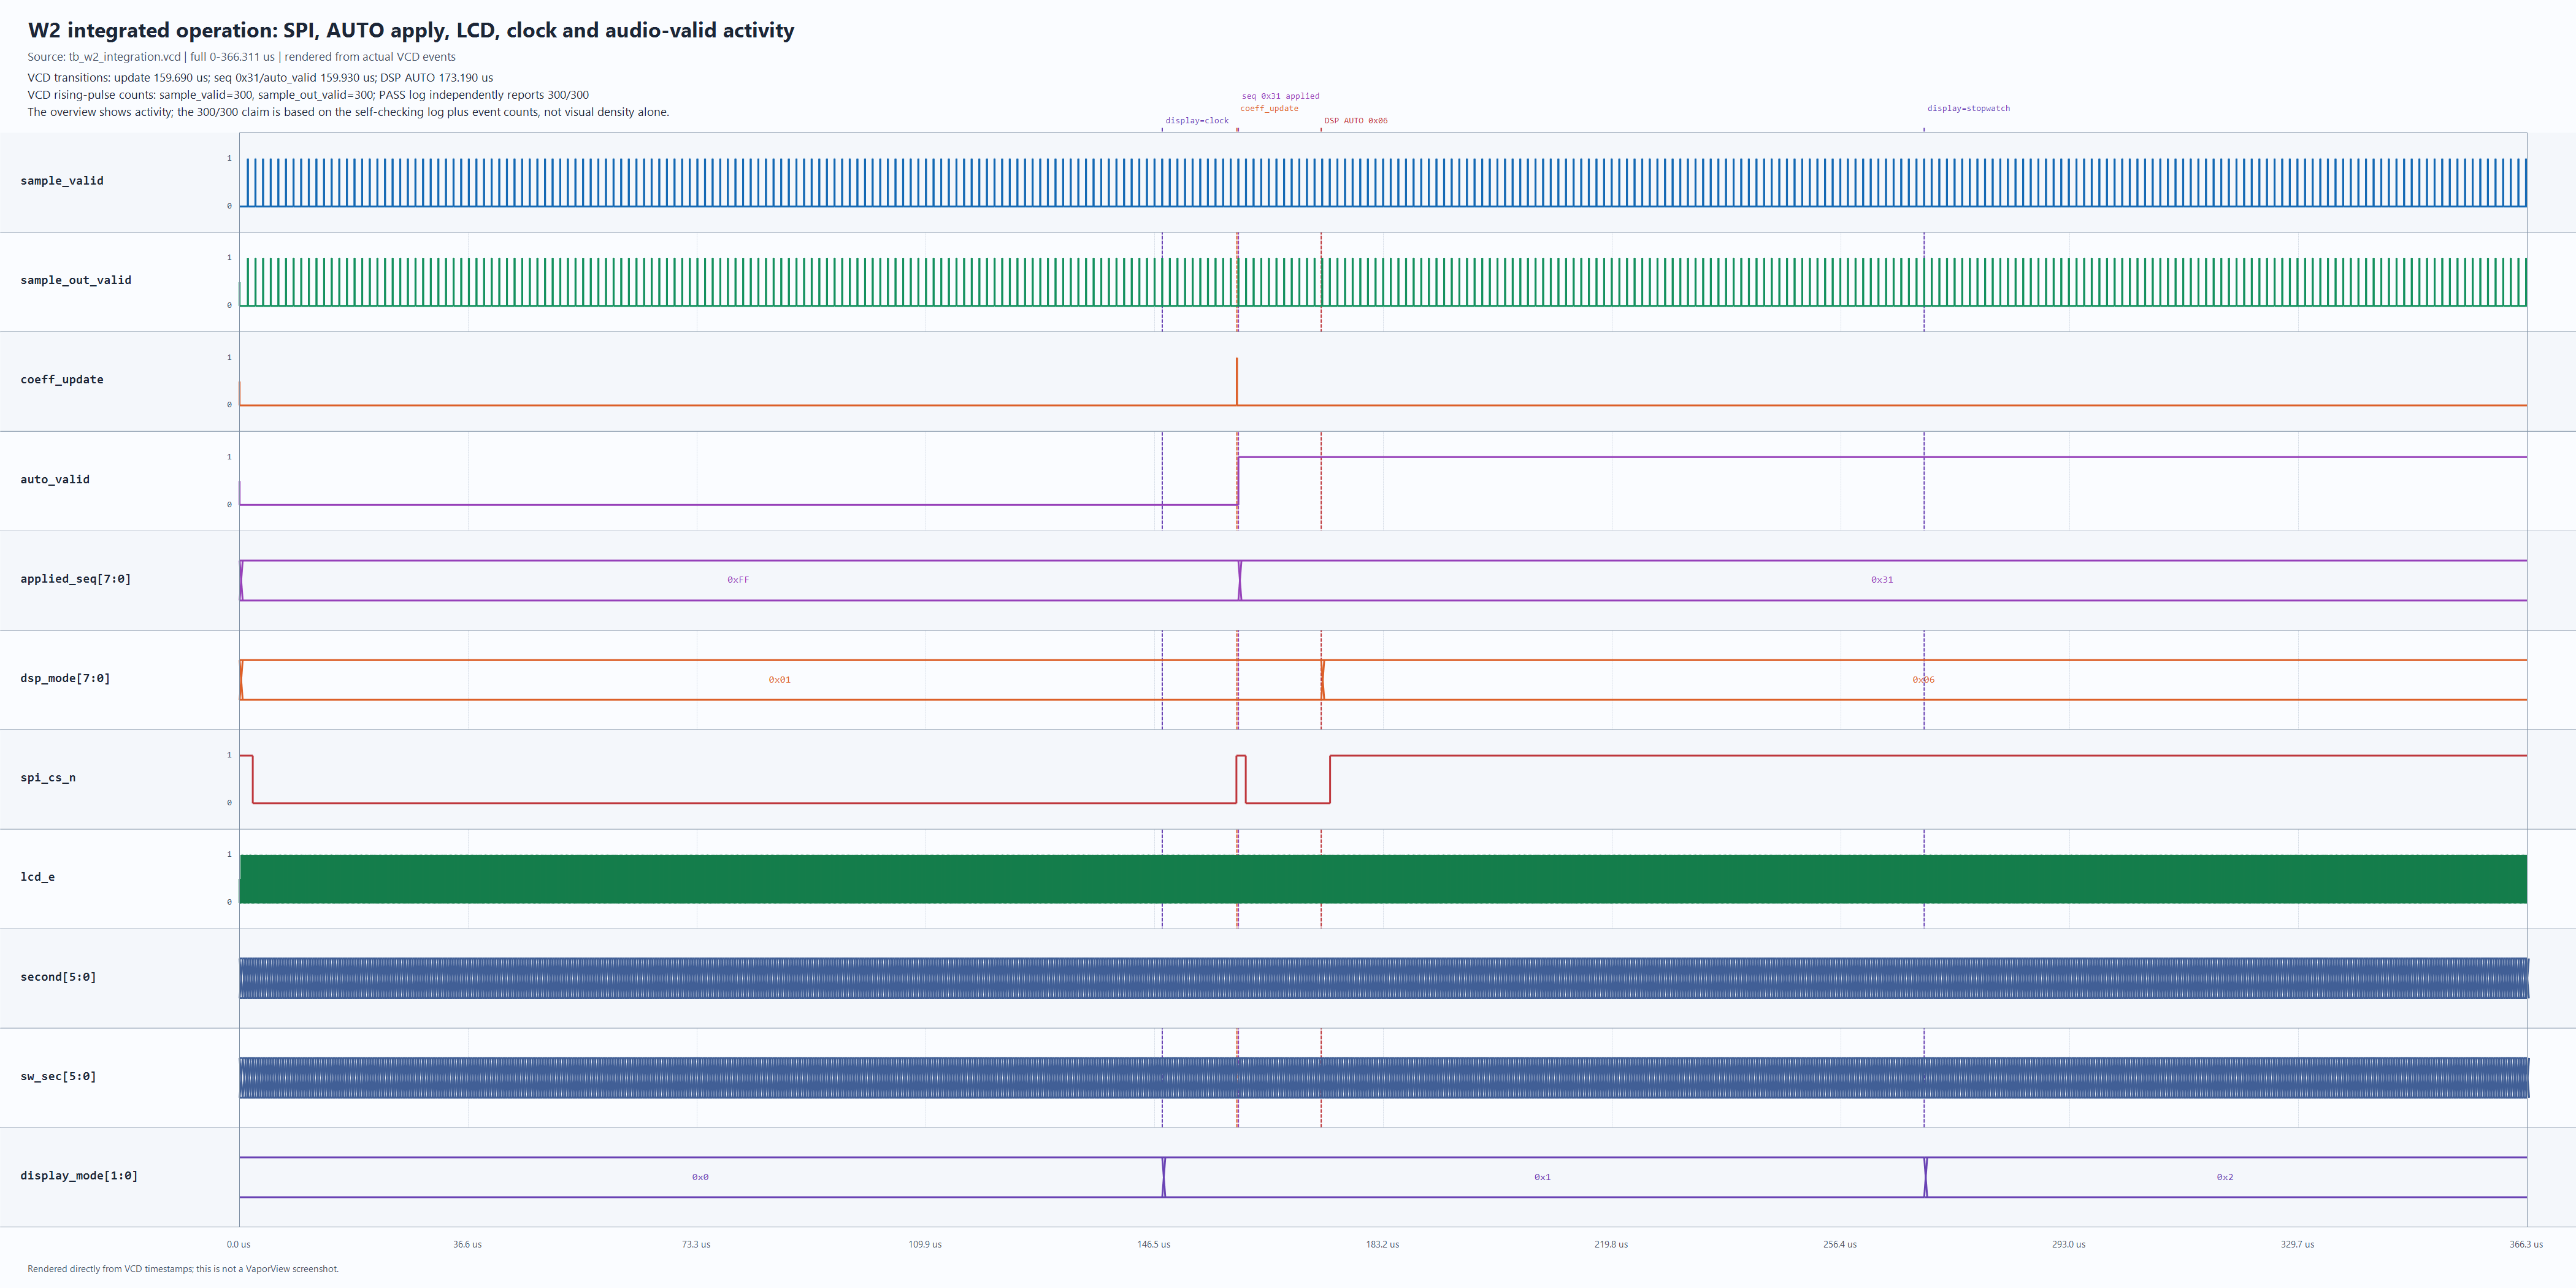 W2 integrated operation: SPI, AUTO apply, LCD, clock and audio-valid activity
Source: tb_w2_integration.vcd | full 0-366.311 us | rendered from actual VCD events
VCD transitions: update 159.690 us; seq 0x31/auto_valid 159.930 us; DSP AUTO 173.190 us
VCD rising-pulse counts: sample_valid=300, sample_out_valid=300; PASS log independently reports 300/300
The overview shows activity; the 300/300 claim is based on the self-checking log plus event counts, not visual density alone.
seq 0x31 applied
coeff_update
display=stopwatch
display=clock
DSP AUTO 0x06
1
sample_valid
0
1
sample_out_valid
0
1
coeff_update
0
1
auto_valid
0
applied_seq[7:0]
0xFF
0x31
dsp_mode[7:0]
0x01
0x06
1
spi_cs_n
0
1
lcd_e
0
second[5:0]
sw_sec[5:0]
display_mode[1:0]
0x0
0x1
0x2
0.0 us
36.6 us
73.3 us
109.9 us
146.5 us
183.2 us
219.8 us
256.4 us
293.0 us
329.7 us
366.3 us
Rendered directly from VCD timestamps; this is not a VaporView screenshot.